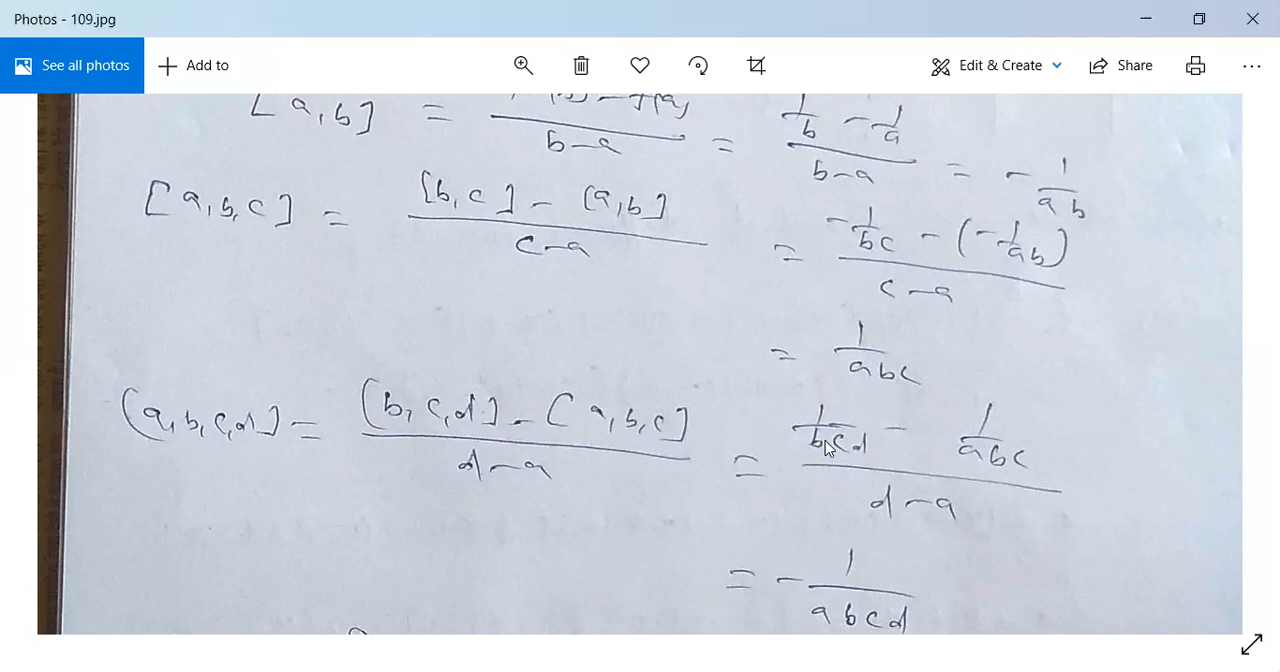 Photos - 109.jpg
See all photos
Add to
Edit & Create
Share
[a,b] = (f(b) - f(a))/(b-a) = (1/b - 1/a)/(b-a) = - 1/ab
[a,b,c] = ([b,c] - [a,b])/(c-a) = (-1/bc - (-1/ab))/(c-a)
= 1/abc
[a,b,c,d] = ([b,c,d] - [a,b,c])/(d-a) = (1/bcd - 1/abc)/(d-a)
= - 1/abcd